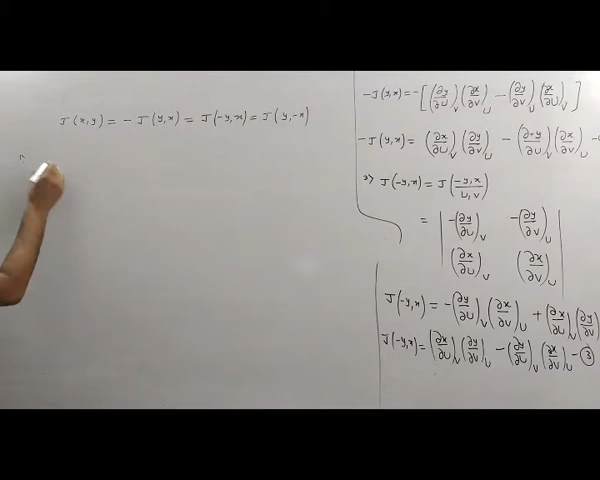 J(x,y) = - J(y,x) = J(-y,x) = J(y,-x)
-J(y,x) = -[(∂y/∂U)_V (∂x/∂V)_U - (∂y/∂V)_U (∂x/∂U)_V]
-J(y,x) = (∂x/∂U)_V (∂y/∂V)_U - (∂y/∂U)_V (∂x/∂V)_U -
3> J(-y,x) = J(-y,x/U,V)
= | -(∂y/∂U)_V -(∂y/∂V)_U |
| (∂x/∂U)_V (∂x/∂V)_U |
J(-y,x) = -(∂y/∂U)_V (∂x/∂V)_U + (∂x/∂U)_V (∂y/∂V)
J(-y,x) = (∂x/∂U)_V (∂y/∂V)_U - (∂y/∂U)_V (∂x/∂V)_U - ③